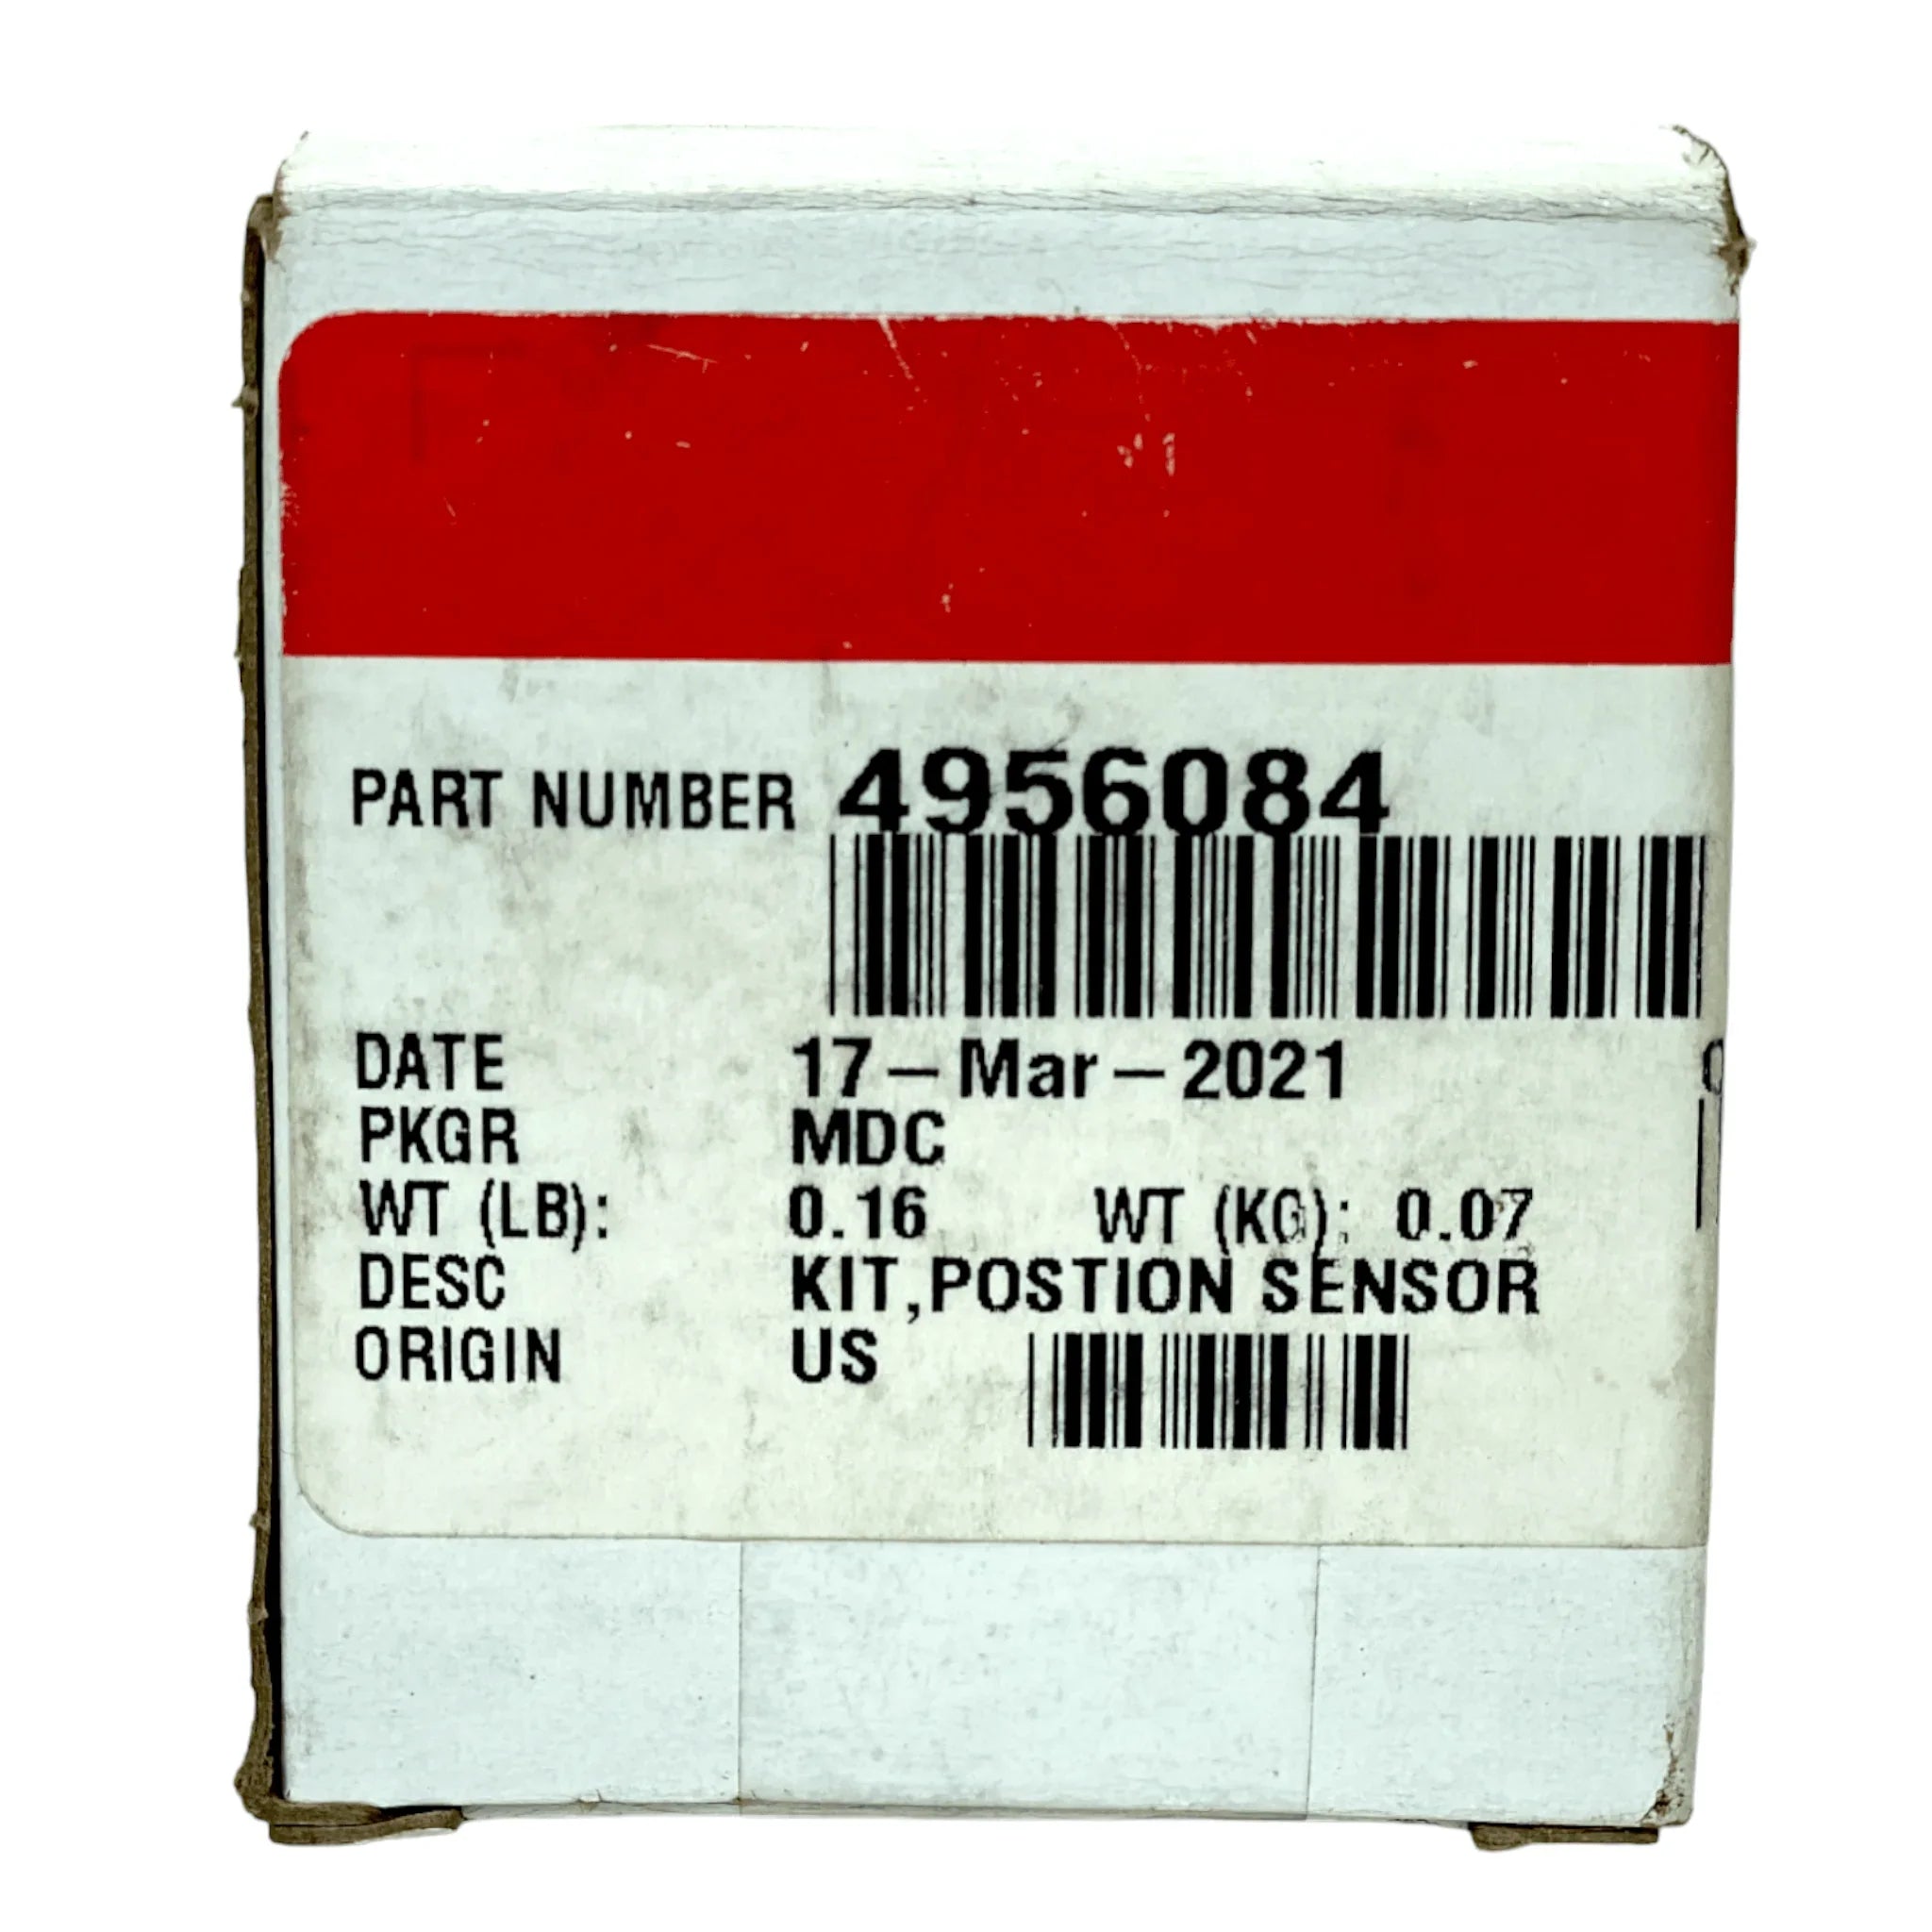 PART NUMBER 4956084
DATE 17-Mar-2021
PKGR MDC
WT (LB): 0.16 WT (KG): 0.07
DESC KIT,POSTION SENSOR
ORIGIN US